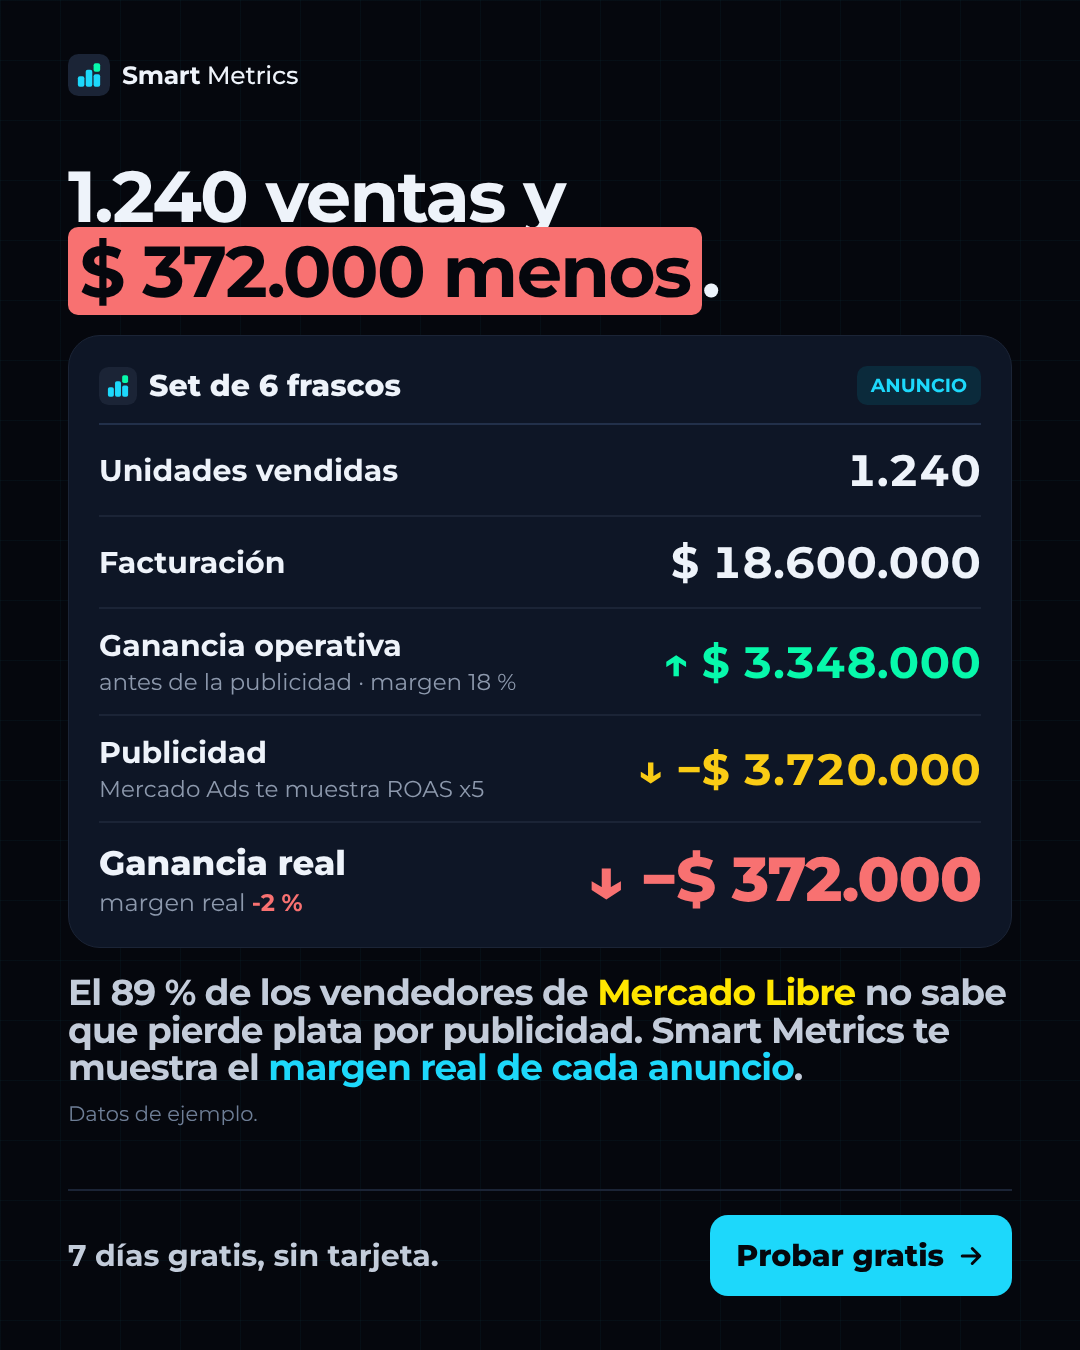 Smart Metrics
1.240 ventas y
$ 372.000 menos.
Set de 6 frascos
ANUNCIO
Unidades vendidas
1.240
Facturación
$ 18.600.000
Ganancia operativa
antes de la publicidad · margen 18 %
↑ $ 3.348.000
Publicidad
Mercado Ads te muestra ROAS x5
↓ −$ 3.720.000
Ganancia real
margen real -2 %
↓ −$ 372.000
El 89 % de los vendedores de Mercado Libre no sabe
que pierde plata por publicidad. Smart Metrics te
muestra el margen real de cada anuncio.
Datos de ejemplo.
7 días gratis, sin tarjeta.
Probar gratis →